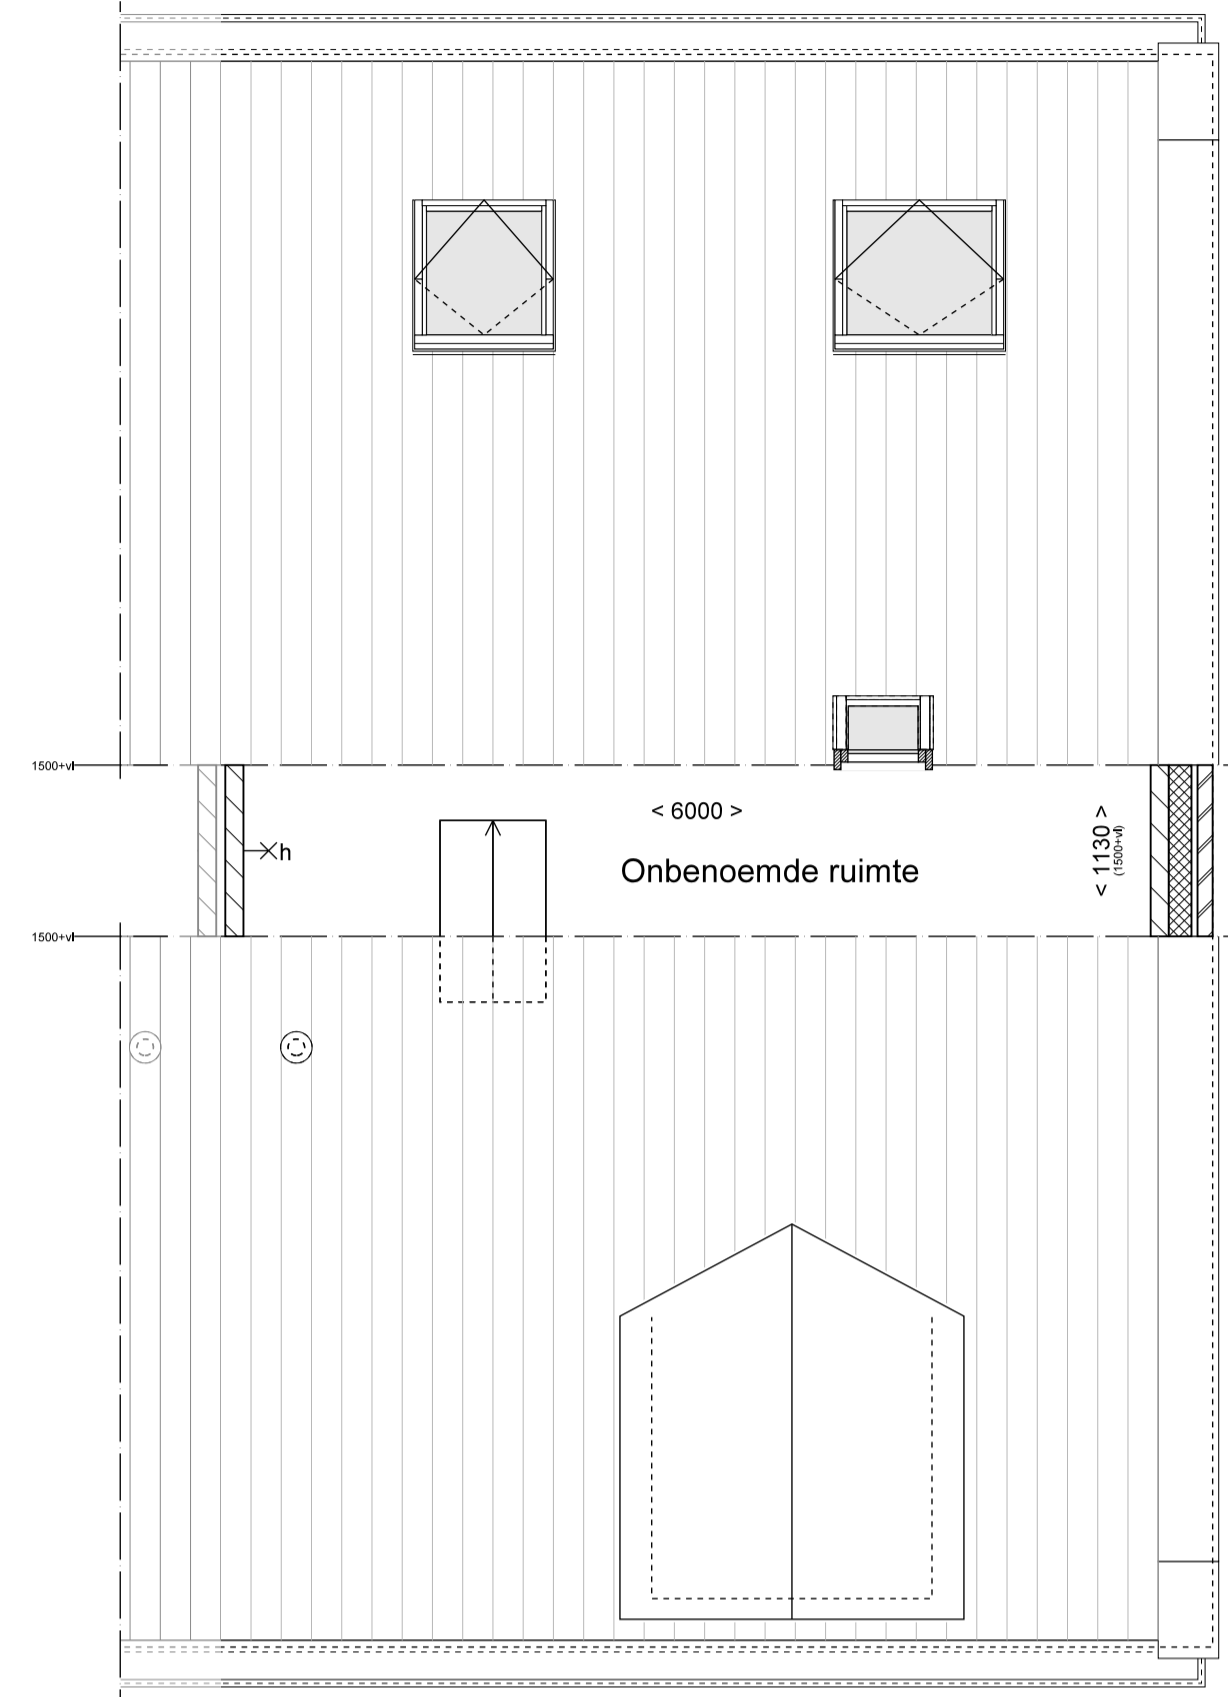 1500+vl
< 6000 >
< 1130 >
(1500+vl)
h
Onbenoemde ruimte
1500+vl